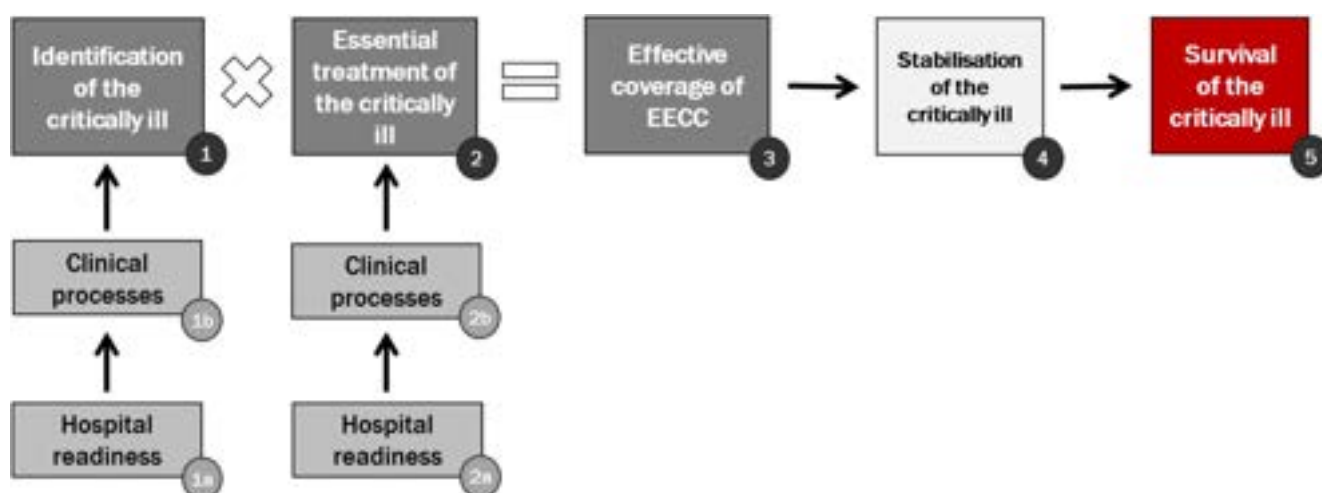 Identification
of the
critically ill
1
Essential
treatment of
the critically
ill
2
Effective
coverage of
EECC
3
Stabilisation
of the
critically ill
4
Survival
of the
critically ill
5
Clinical
processes
1b
Clinical
processes
2b
Hospital
readiness
1a
Hospital
readiness
2a